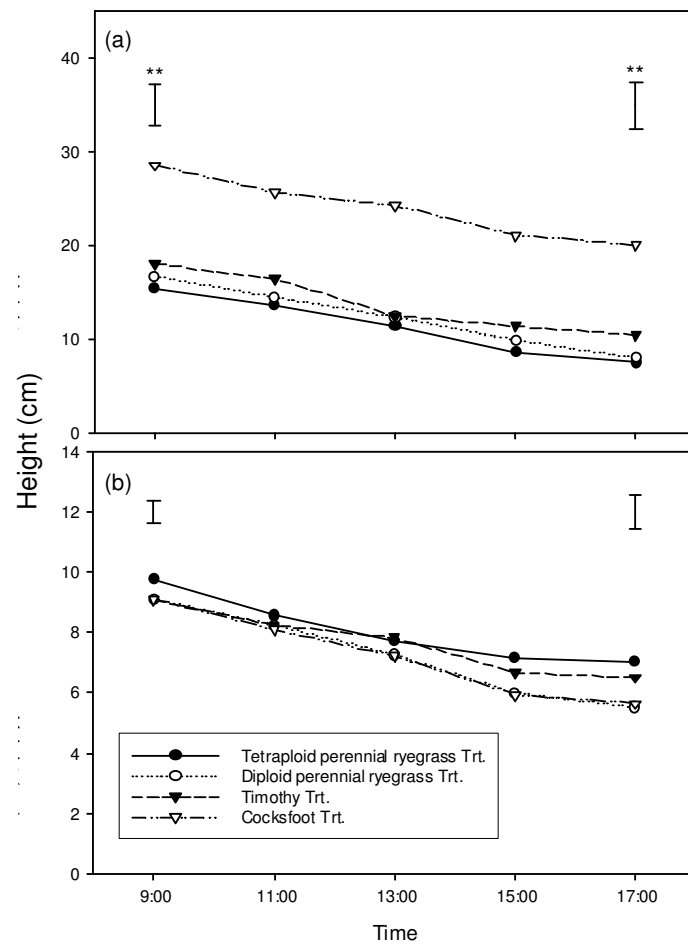 (a)
**
**
40
30
20
10
0
Height (cm)
14
(b)
12
10
8
6
4
2
0
Tetraploid perennial ryegrass Trt.
Diploid perennial ryegrass Trt.
Timothy Trt.
Cocksfoot Trt.
9:00 11:00 13:00 15:00 17:00
Time